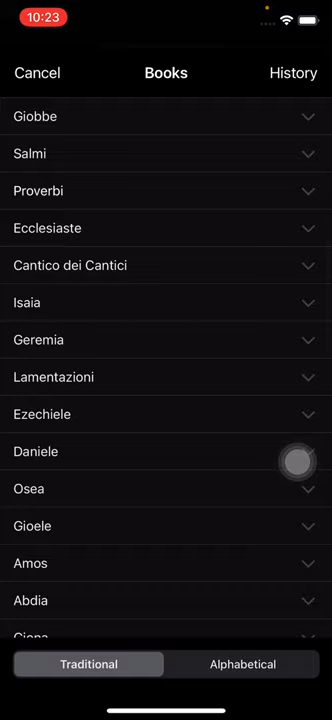 10:23
Cancel
Books
History
Giobbe
Salmi
Proverbi
Ecclesiaste
Cantico dei Cantici
Isaia
Geremia
Lamentazioni
Ezechiele
Daniele
Osea
Gioele
Amos
Abdia
Giona
Traditional
Alphabetical